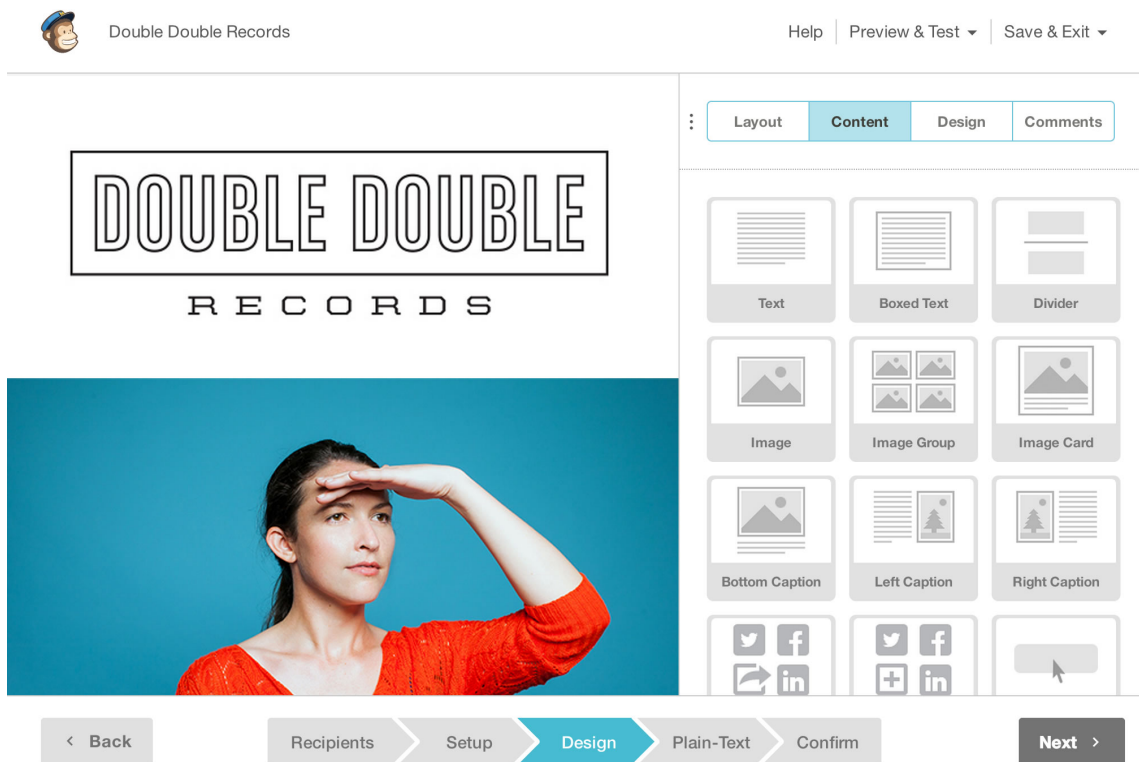 Double Double Records
Help
Preview & Test
Save & Exit
DOUBLE DOUBLE
RECORDS
Layout
Content
Design
Comments
Text
Boxed Text
Divider
Image
Image Group
Image Card
Bottom Caption
Left Caption
Right Caption
in
in
Back
Recipients
Setup
Design
Plain-Text
Confirm
Next